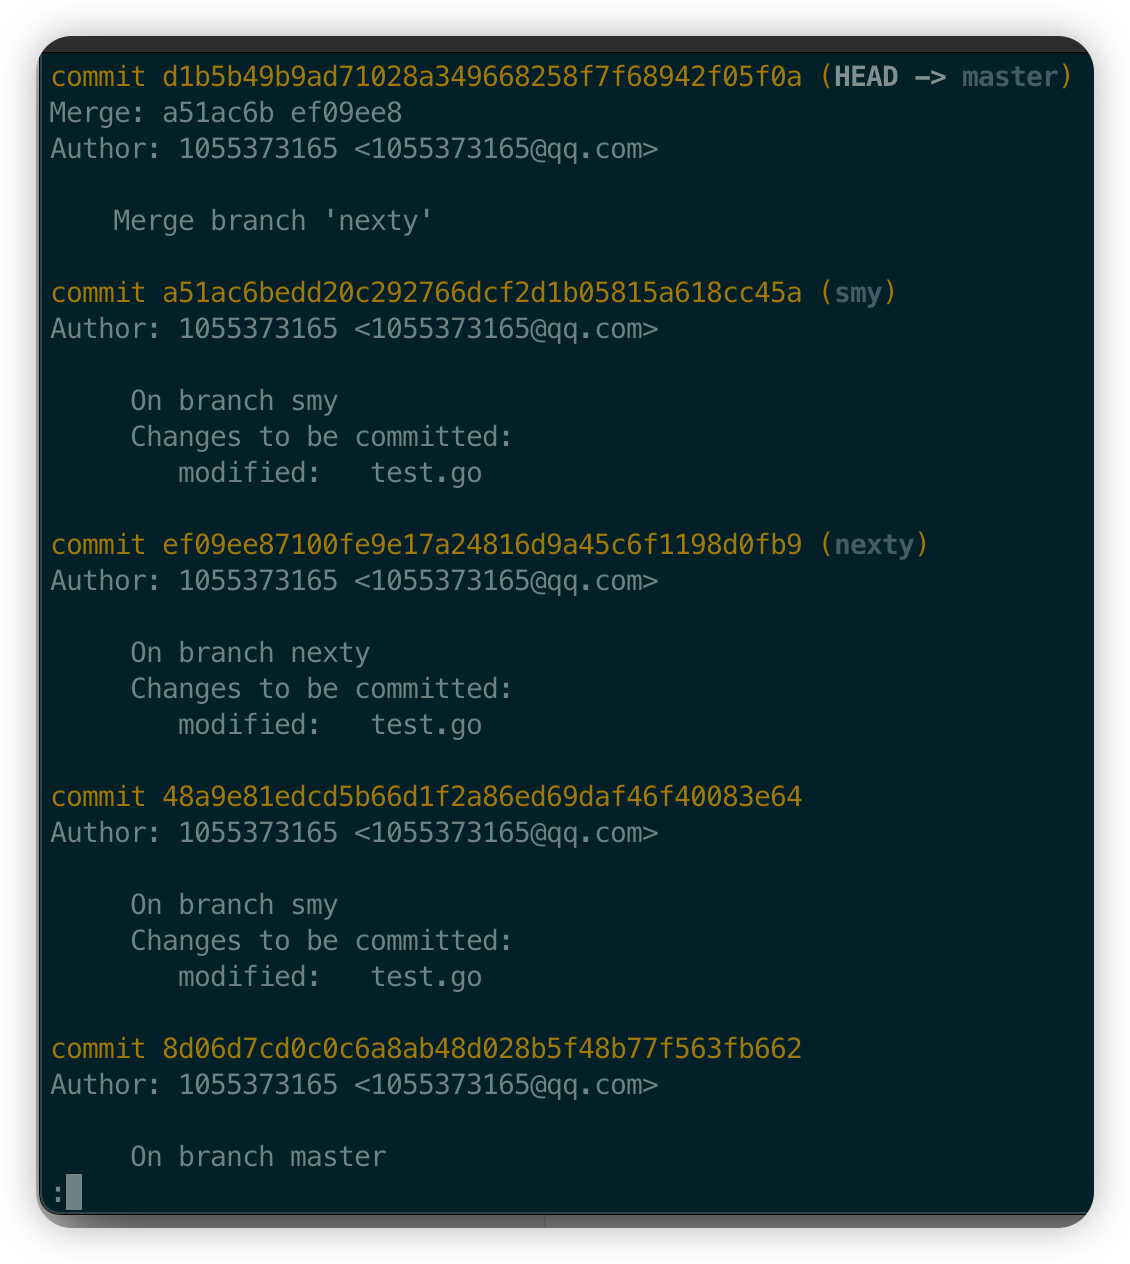 commit d1b5b49b9ad71028a349668258f7f68942f05f0a (HEAD -> master)
Merge: a51ac6b ef09ee8
Author: 1055373165 <1055373165@qq.com>
Merge branch 'nexty'
commit a51ac6bedd20c292766dcf2d1b05815a618cc45a (smy)
Author: 1055373165 <1055373165@qq.com>
On branch smy
Changes to be committed:
modified:   test.go
commit ef09ee87100fe9e17a24816d9a45c6f1198d0fb9 (nexty)
Author: 1055373165 <1055373165@qq.com>
On branch nexty
Changes to be committed:
modified:   test.go
commit 48a9e81edcd5b66d1f2a86ed69daf46f40083e64
Author: 1055373165 <1055373165@qq.com>
On branch smy
Changes to be committed:
modified:   test.go
commit 8d06d7cd0c0c6a8ab48d028b5f48b77f563fb662
Author: 1055373165 <1055373165@qq.com>
On branch master
: